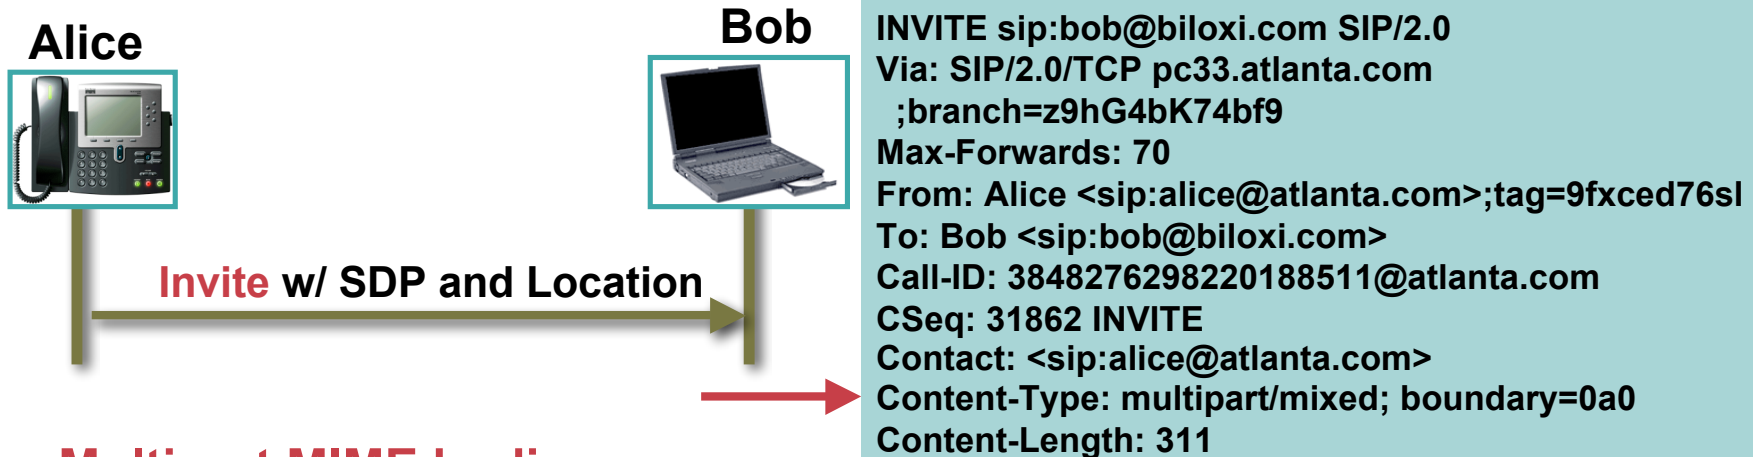 Alice
Bob
Invite w/ SDP and Location
INVITE sip:bob@biloxi.com SIP/2.0
Via: SIP/2.0/TCP pc33.atlanta.com
;branch=z9hG4bK74bf9
Max-Forwards: 70
From: Alice <sip:alice@atlanta.com>;tag=9fxced76sl
To: Bob <sip:bob@biloxi.com>
Call-ID: 3848276298220188511@atlanta.com
CSeq: 31862 INVITE
Contact: <sip:alice@atlanta.com>
Content-Type: multipart/mixed; boundary=0a0
Content-Length: 311